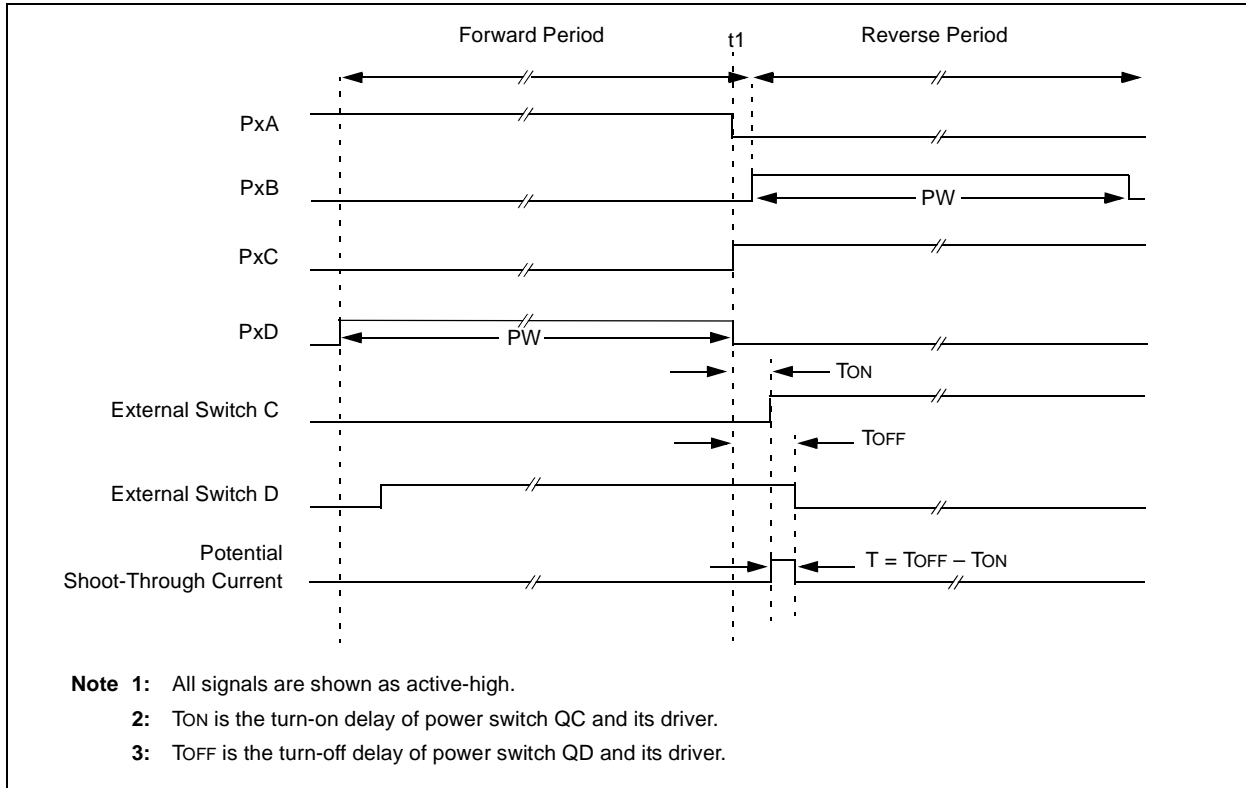 Forward Period
t1
Reverse Period
PxA
PxB
PW
PxC
PxD
PW
TON
External Switch C
TOFF
External Switch D
Potential
Shoot-Through Current
T = TOFF – TON
Note 1: All signals are shown as active-high.
2: TON is the turn-on delay of power switch QC and its driver.
3: TOFF is the turn-off delay of power switch QD and its driver.